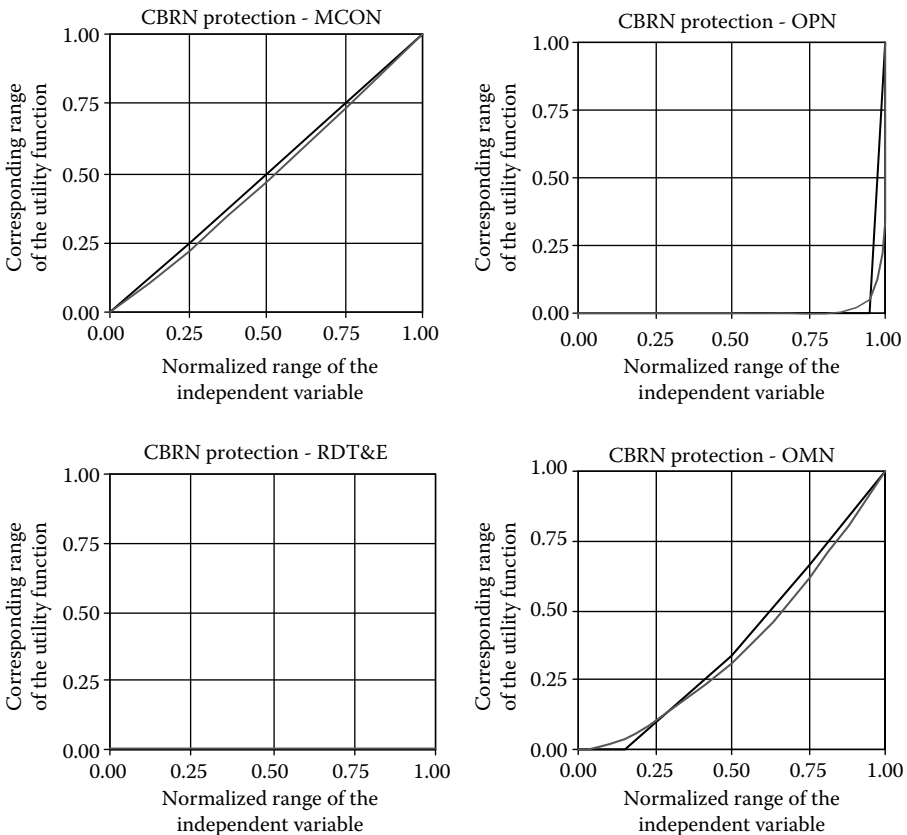 CBRN protection - MCON
1.00
0.75
0.50
0.25
0.00
0.00 0.25 0.50 0.75 1.00
Corresponding range
of the utility function
Normalized range of the
independent variable
CBRN protection - OPN
1.00
0.75
0.50
0.25
0.00
0.00 0.25 0.50 0.75 1.00
Corresponding range
of the utility function
Normalized range of the
independent variable
CBRN protection - RDT&E
1.00
0.75
0.50
0.25
0.00
0.00 0.25 0.50 0.75 1.00
Corresponding range
of the utility function
Normalized range of the
independent variable
CBRN protection - OMN
1.00
0.75
0.50
0.25
0.00
0.00 0.25 0.50 0.75 1.00
Corresponding range
of the utility function
Normalized range of the
independent variable